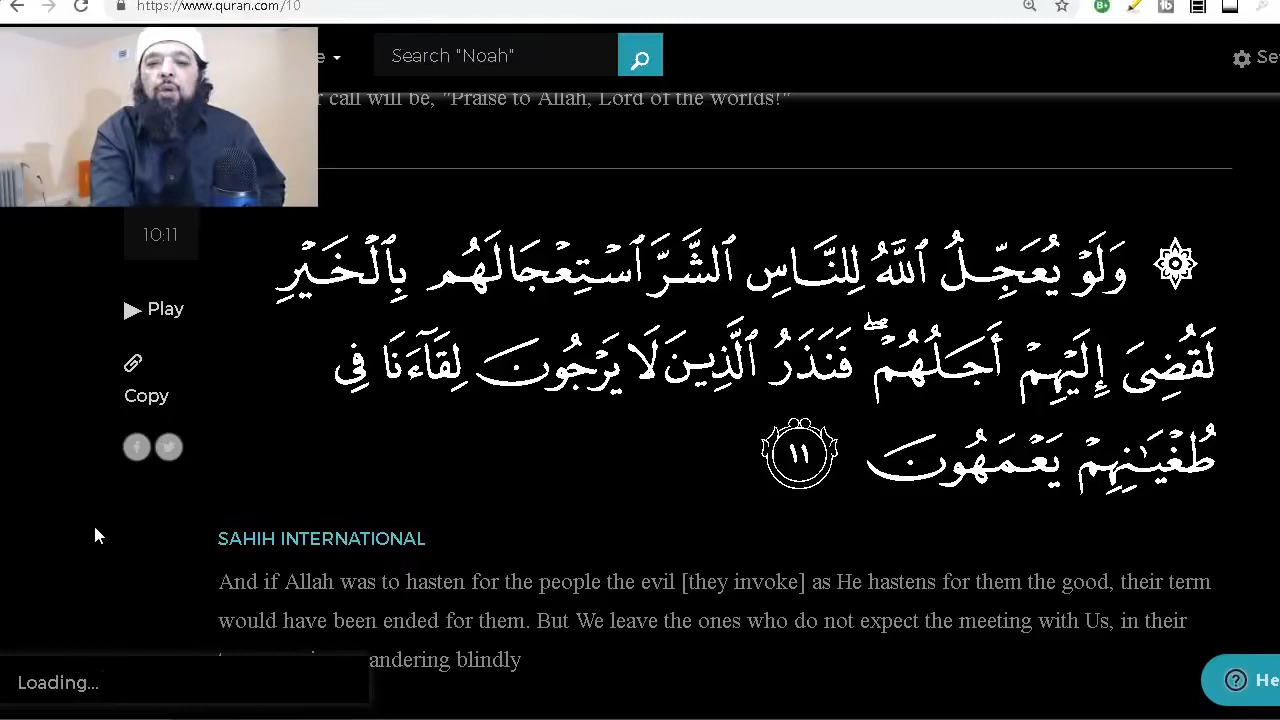 https://www.quran.com/10
Search "Noah"
Se
call will be, "Praise to Allah, Lord of the worlds!"
10:11
۞ وَلَوْ يُعَجِّلُ ٱللَّهُ لِلنَّاسِ ٱلشَّرَّ ٱسْتِعْجَالَهُم بِٱلْخَيْرِ
Play
لَقُضِىَ إِلَيْهِمْ أَجَلُهُمْ ۖ فَنَذَرُ ٱلَّذِينَ لَا يَرْجُونَ لِقَآءَنَا فِى
Copy
طُغْيَـٰنِهِمْ يَعْمَهُونَ ١١
SAHIH INTERNATIONAL
And if Allah was to hasten for the people the evil [they invoke] as He hastens for them the good, their term
would have been ended for them. But We leave the ones who do not expect the meeting with Us, in their
andering blindly
Loading...
He